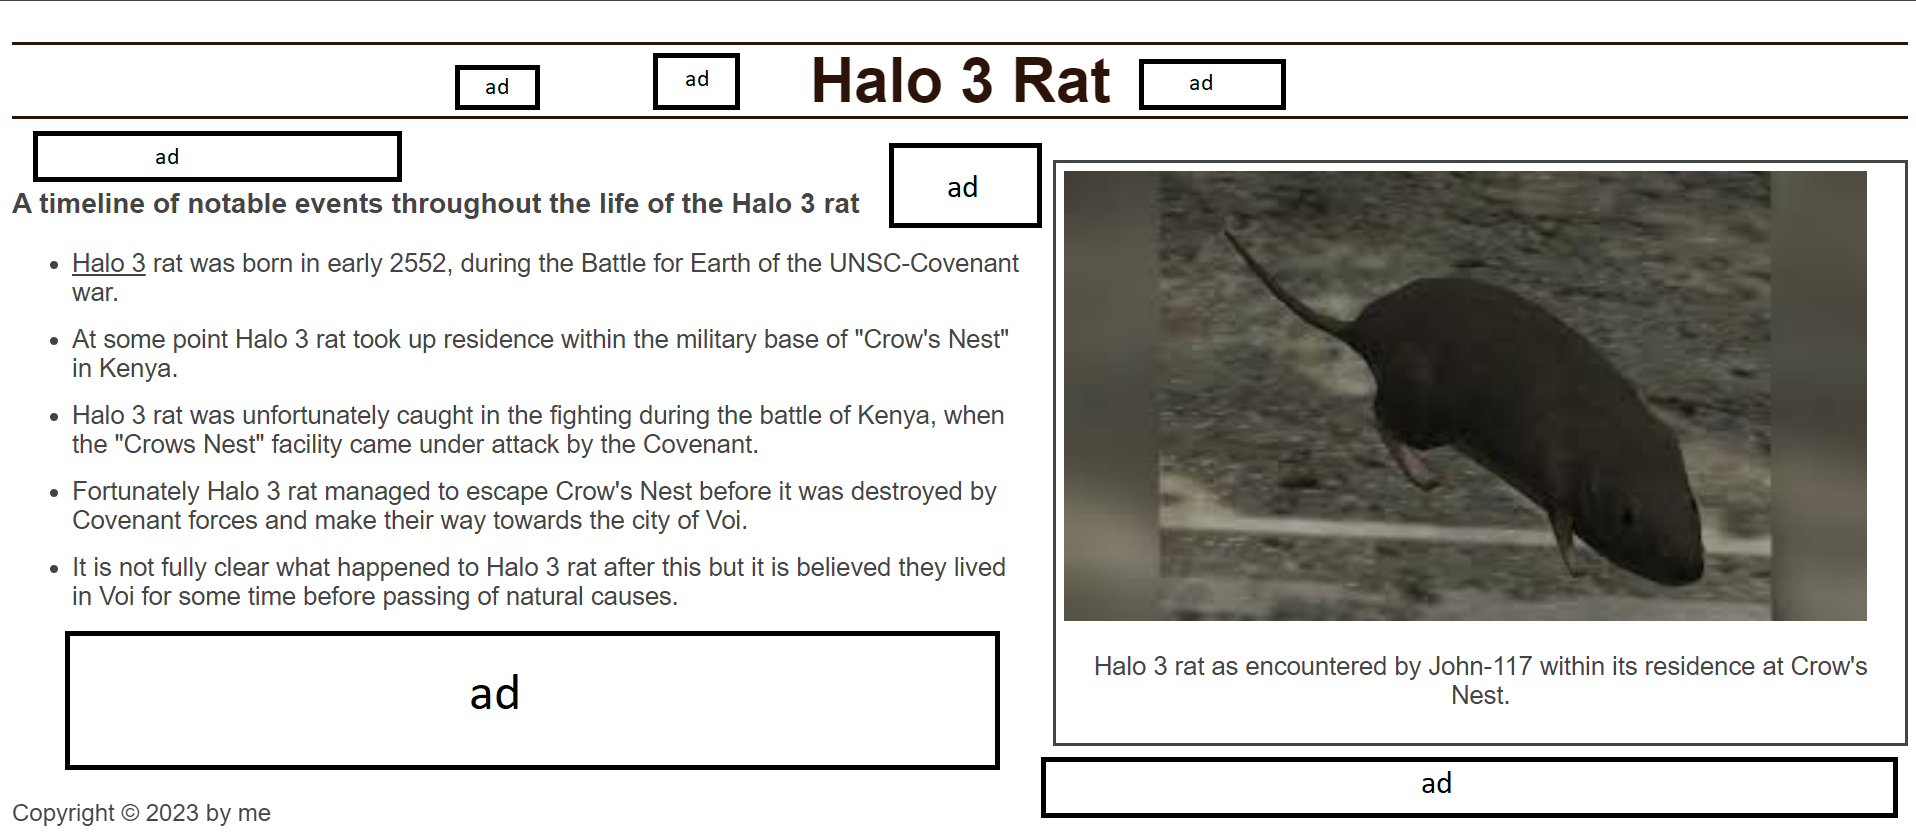 ad
ad
Halo 3 Rat
ad
ad
ad
A timeline of notable events throughout the life of the Halo 3 rat
Halo 3 rat was born in early 2552, during the Battle for Earth of the UNSC-Covenant
war.
At some point Halo 3 rat took up residence within the military base of "Crow's Nest"
in Kenya.
Halo 3 rat was unfortunately caught in the fighting during the battle of Kenya, when
the "Crows Nest" facility came under attack by the Covenant.
Fortunately Halo 3 rat managed to escape Crow's Nest before it was destroyed by
Covenant forces and make their way towards the city of Voi.
It is not fully clear what happened to Halo 3 rat after this but it is believed they lived
in Voi for some time before passing of natural causes.
ad
Halo 3 rat as encountered by John-117 within its residence at Crow's
Nest.
ad
Copyright © 2023 by me